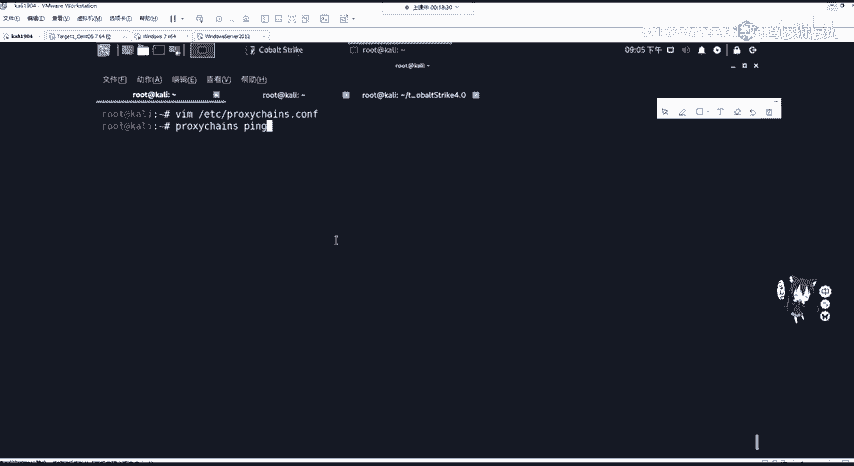 kali1904 - VMware Workstation
上课中 00:18:30
文件(F) 编辑(E) 查看(V) 虚拟机(M) 选项卡(T) 帮助(H)
kali1904 Target1_CentOS 7 64 位 Windows 7 x64 WindowsServer2012
Cobalt Strike root@kali: ~ 09:05 下午
root@kali: ~
文件(F) 动作(A) 编辑(E) 查看(V) 帮助(H)
root@kali: ~ root@kali: ~ root@kali: ~/t_obaltStrike4.0
root@kali:~# vim /etc/proxychains.conf
root@kali:~# proxychains ping
中